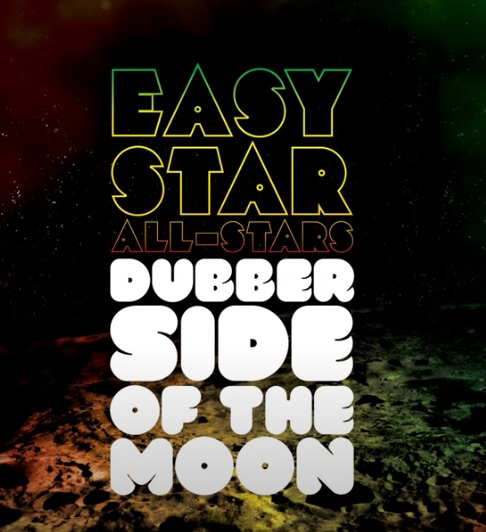 EASY
STAR
ALL-STARS
DUBBER
SIDE
OF THE
MOON